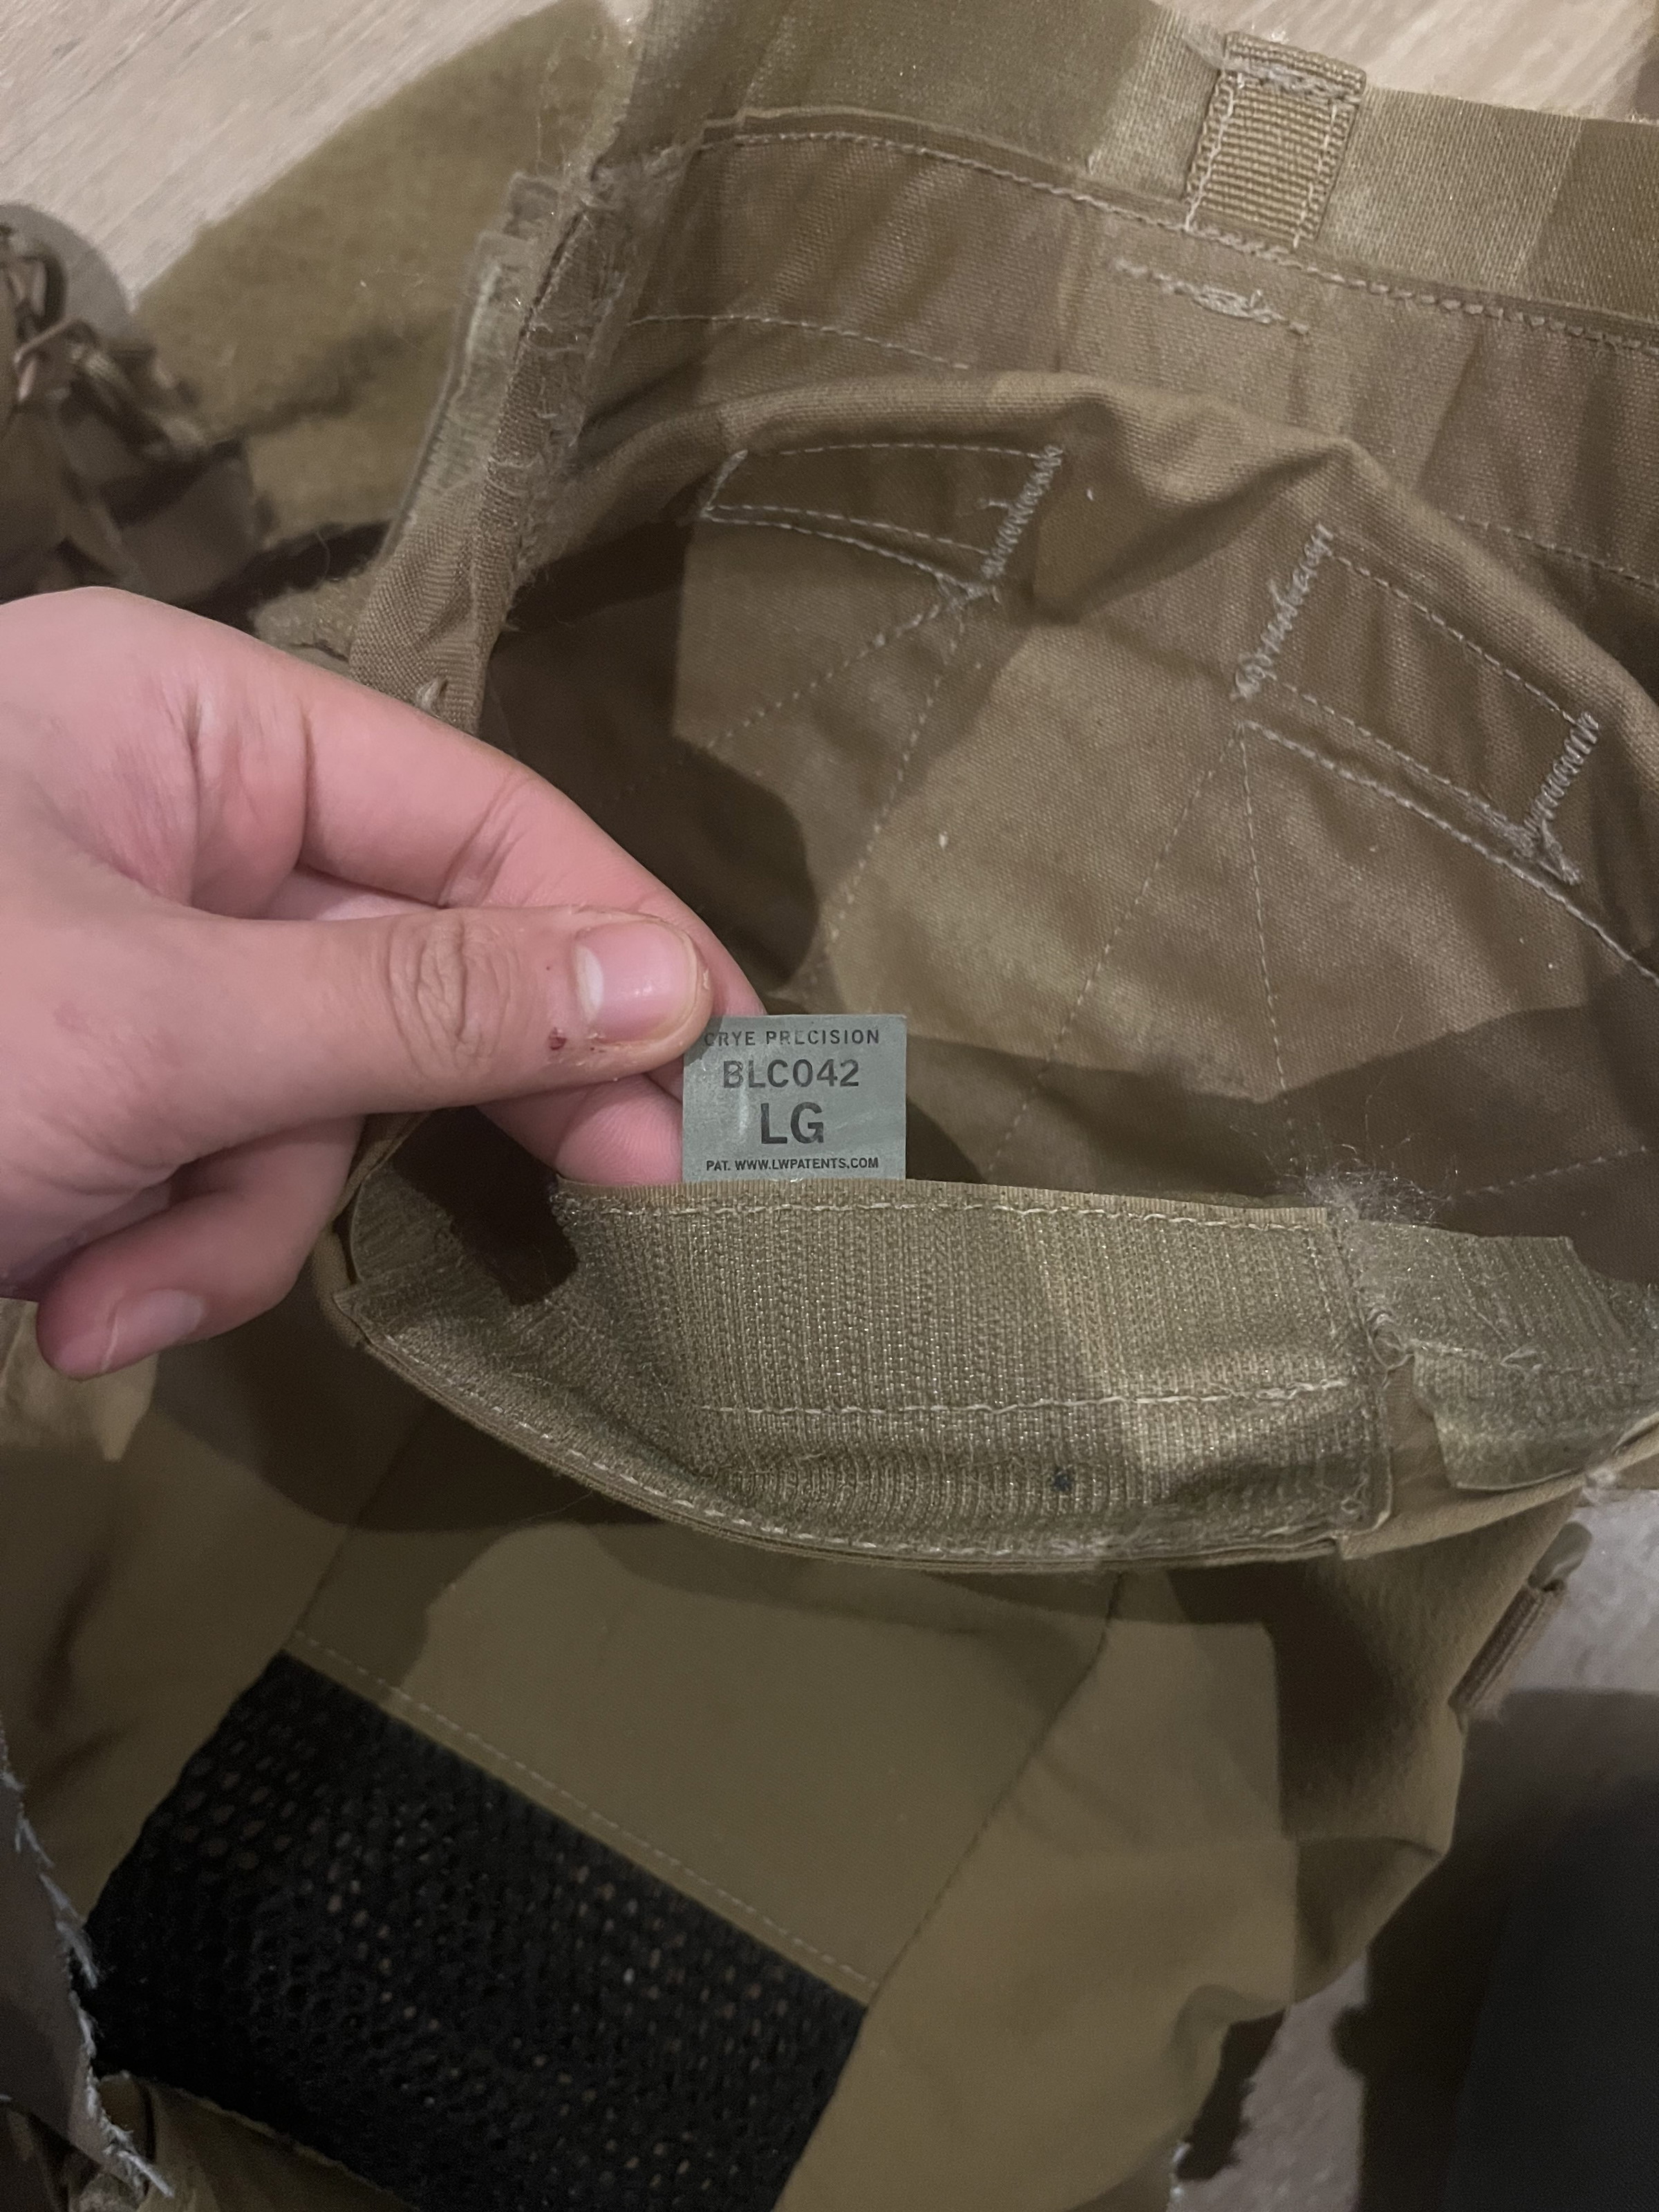 CRYE PRECISION
BLC042
LG
PAT. WWW.LWPATENTS.COM